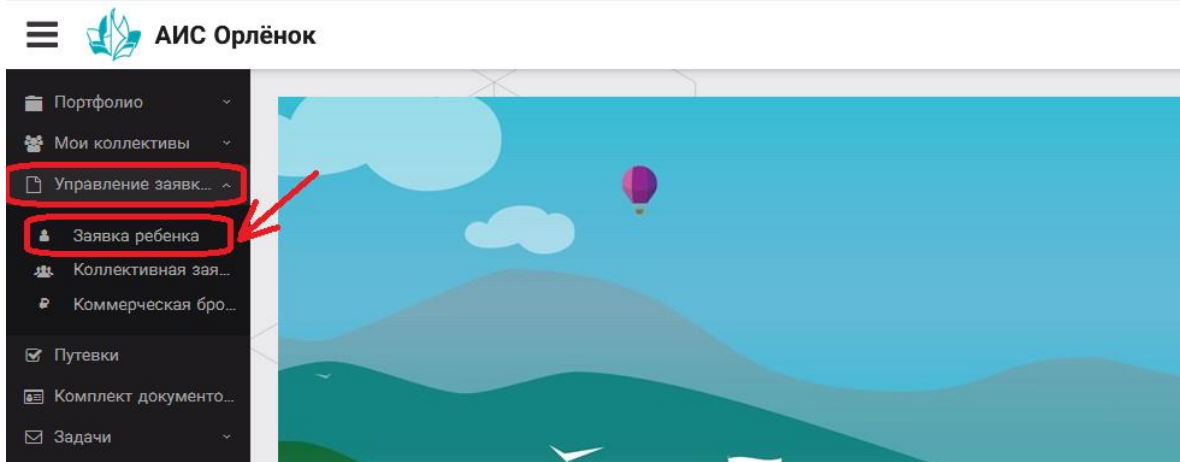 АИС Орлёнок
Портфолио
Мои коллективы
Управление заявк...
Заявка ребенка
Коллективная зая...
Коммерческая бро...
Путевки
Комплект документо...
Задачи